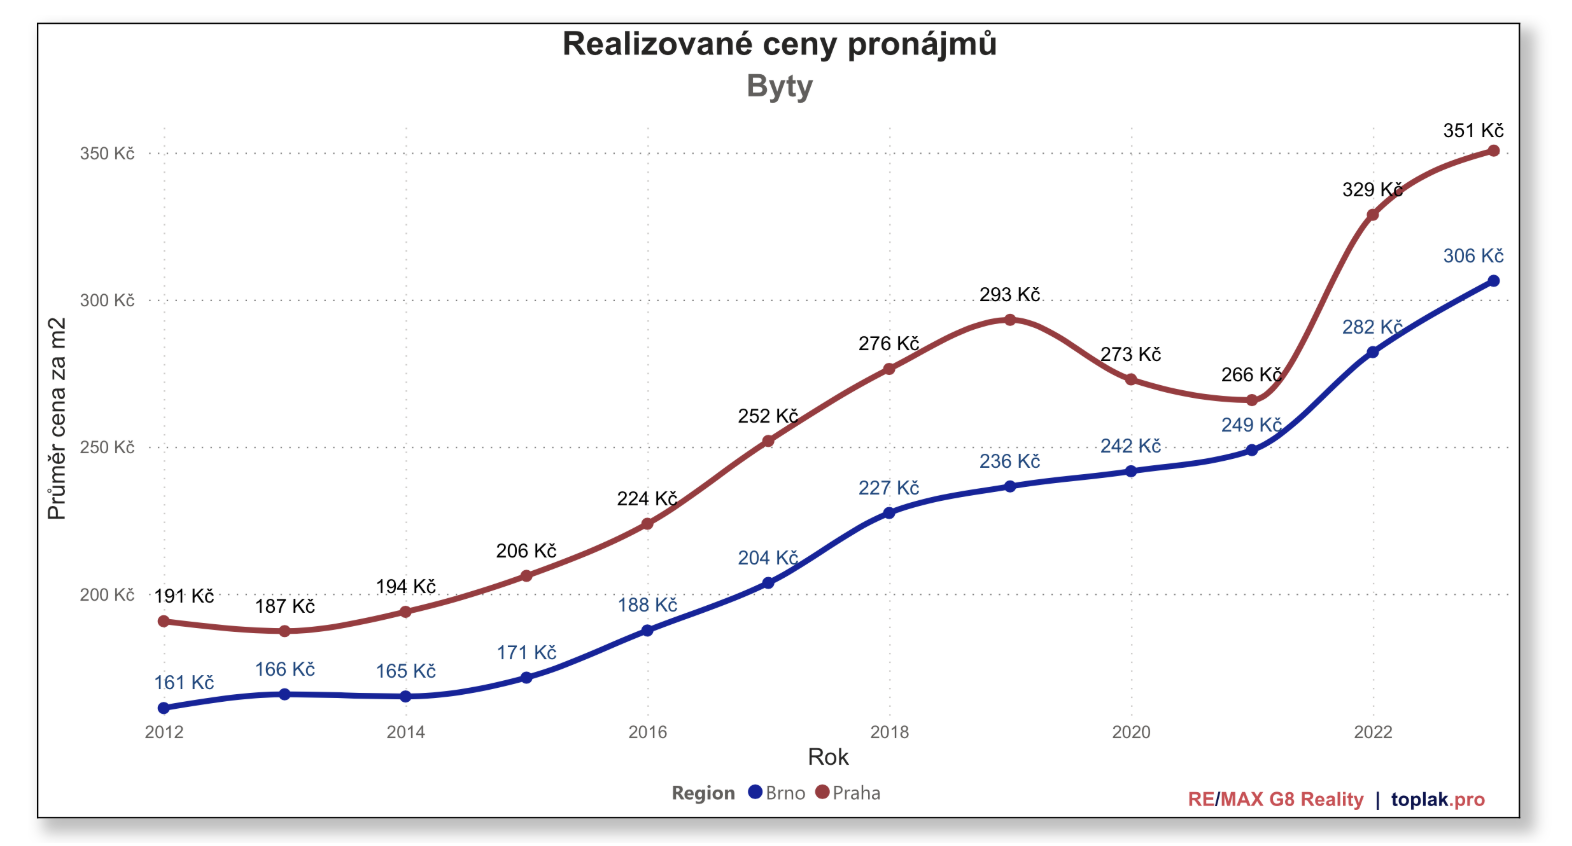 Realizované ceny pronájmů
Byty
Průměr cena za m2
350 Kč
300 Kč
250 Kč
200 Kč
191 Kč
187 Kč
194 Kč
206 Kč
224 Kč
252 Kč
276 Kč
293 Kč
273 Kč
266 Kč
329 Kč
351 Kč
161 Kč
166 Kč
165 Kč
171 Kč
188 Kč
204 Kč
227 Kč
236 Kč
242 Kč
249 Kč
282 Kč
306 Kč
2012 2014 2016 2018 2020 2022
Rok
Region Brno Praha
RE/MAX G8 Reality | toplak.pro